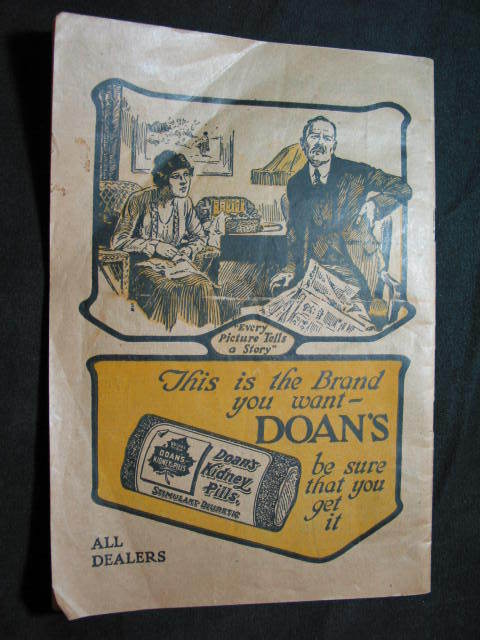 "Every
Picture Tells
a Story"
This is the Brand
you want—
DOAN'S
be sure
that you
get
it
DOANS
KIDNEY PILLS
Doan's
Kidney
Pills,
STIMULANT-DIURETIC
ALL
DEALERS